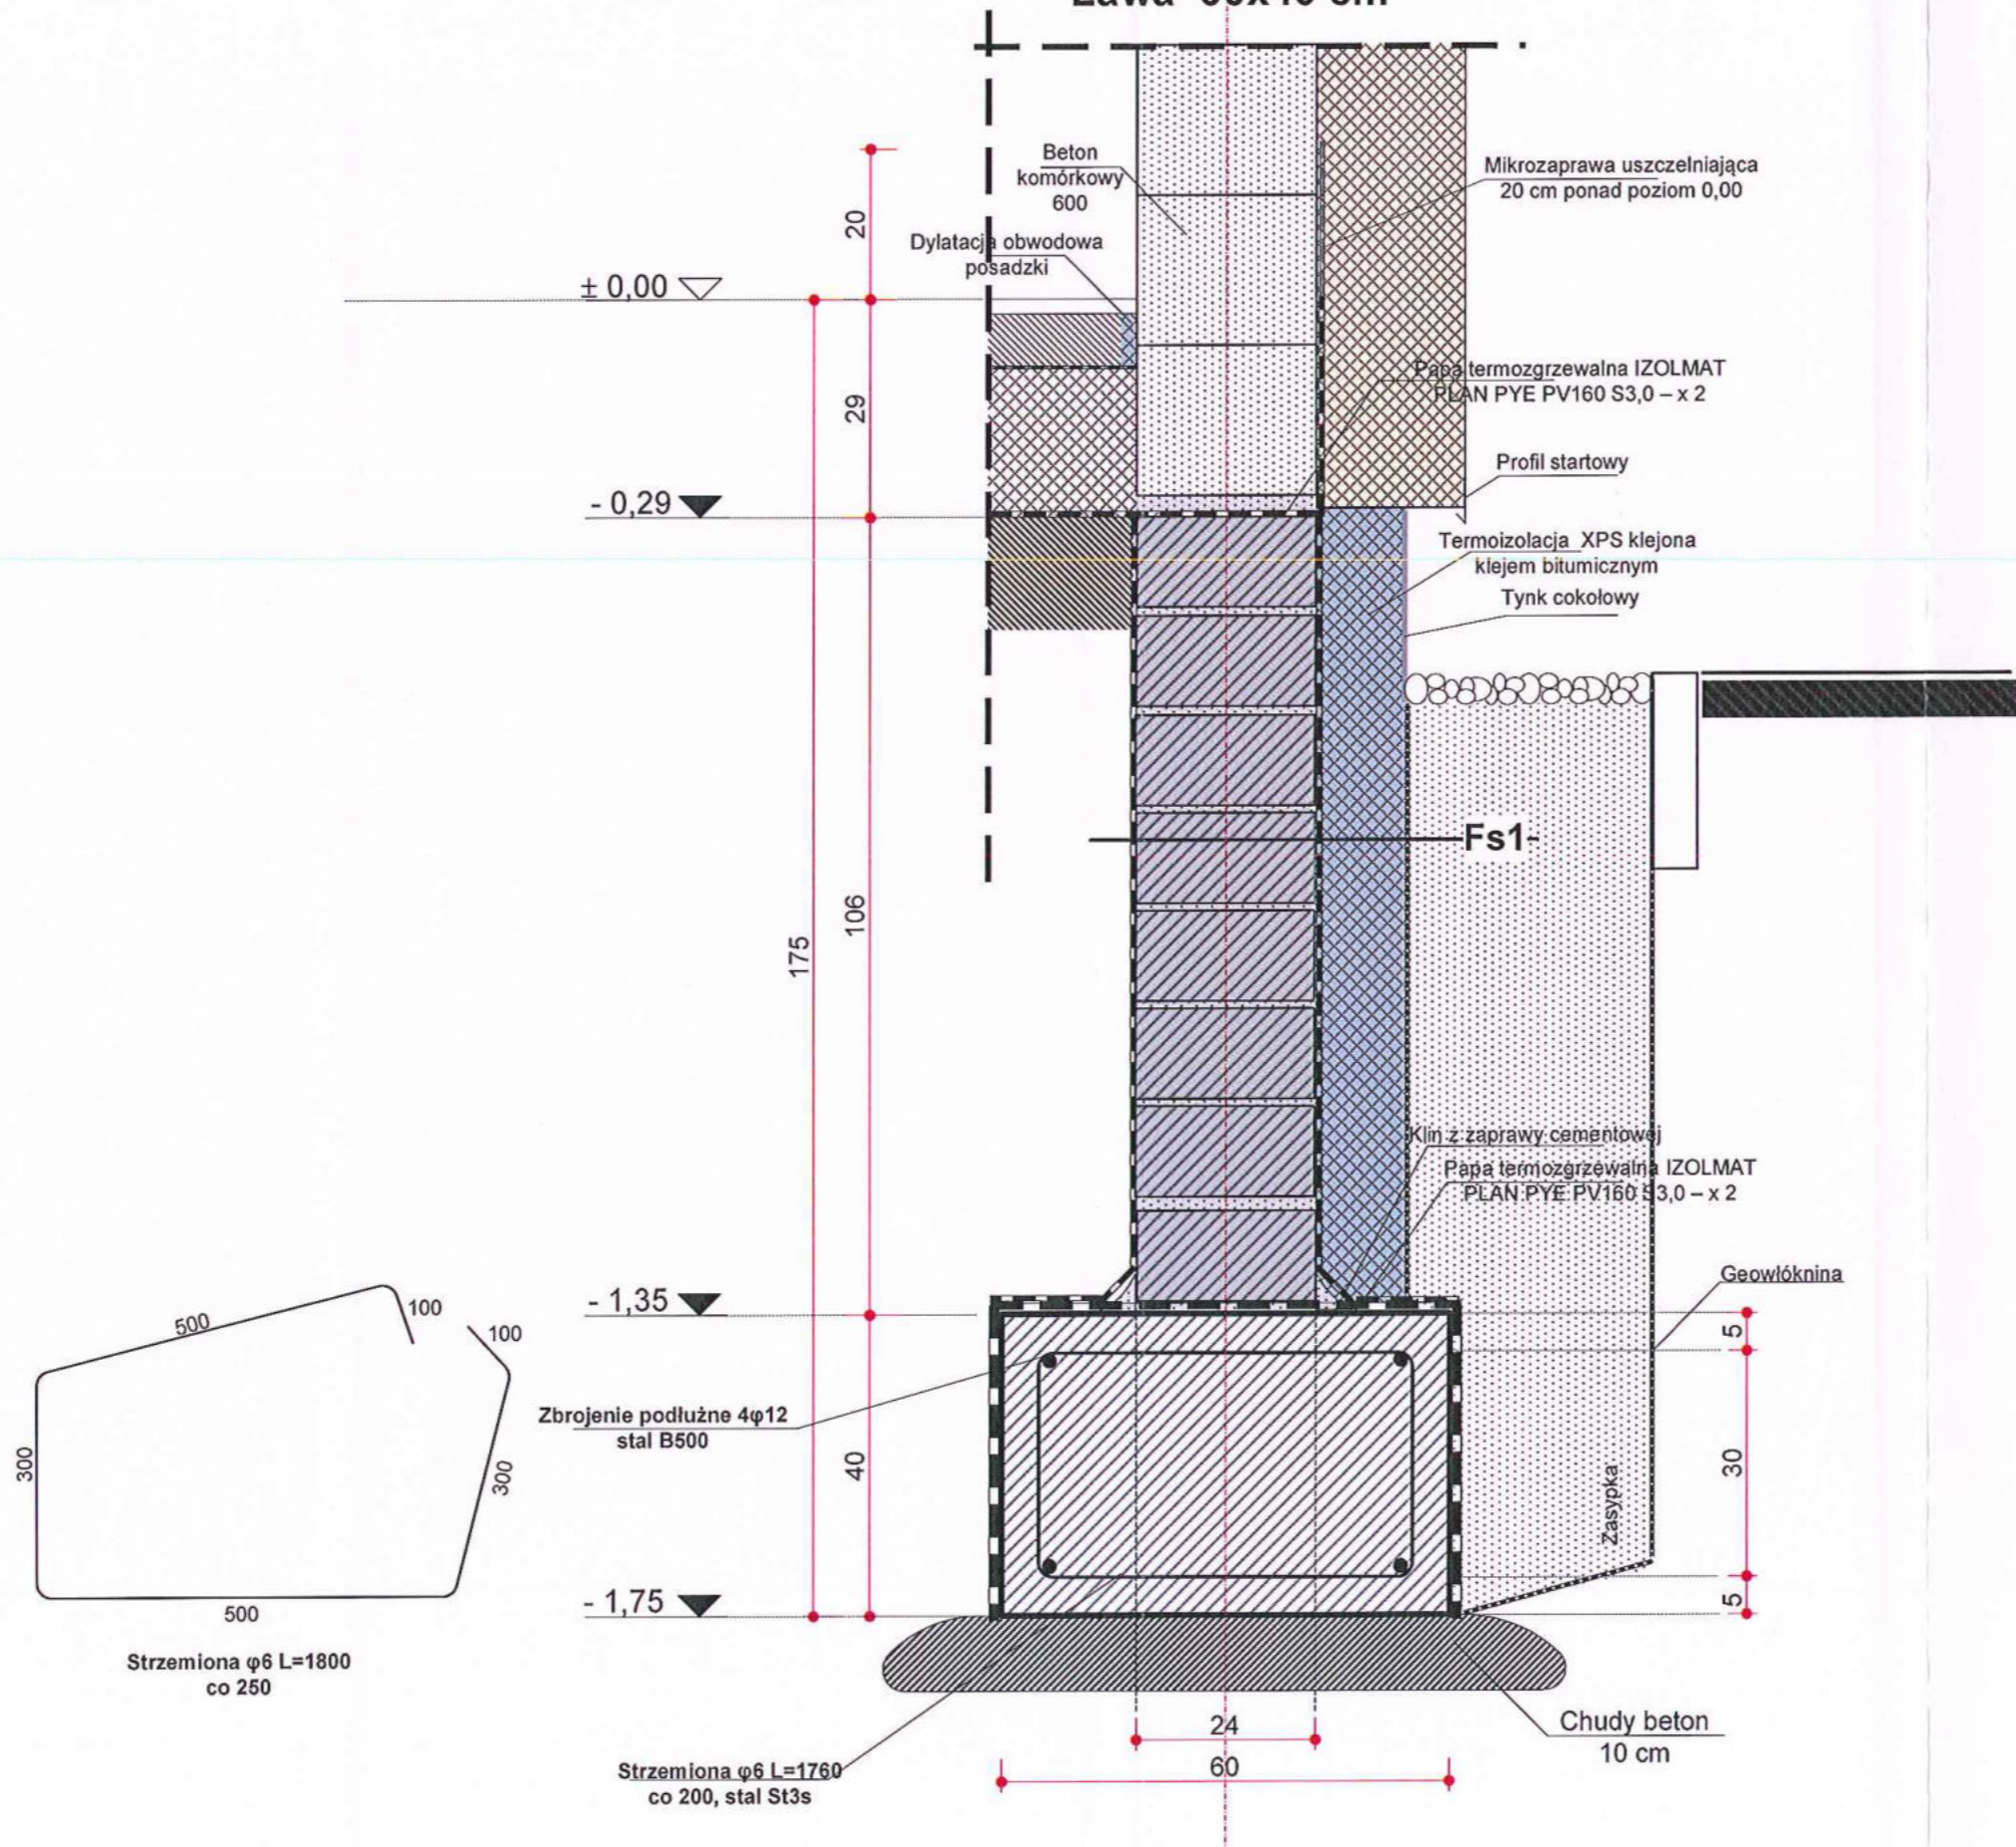 Ława 60x40 cm
Beton
komórkowy
600
Mikrozaprawa uszczelniająca
20 cm ponad poziom 0,00
20
Dylatacja obwodowa
posadzki
± 0,00
Papa termozgrzewalna IZOLMAT
PLAN PYE PV160 S3,0 – x 2
29
Profil startowy
- 0,29
Termoizolacja XPS klejona
klejem bitumicznym
Tynk cokołowy
Fs1
106
175
Klin z zaprawy cementowej
Papa termozgrzewalna IZOLMAT
PLAN PYE PV160 S3,0 – x 2
Geowłóknina
- 1,35
500
100
100
5
Zbrojenie podłużne 4φ12
stal B500
300
300
40
30
Zasypka
- 1,75
5
500
Strzemiona φ6 L=1800
co 250
24
Chudy beton
10 cm
60
Strzemiona φ6 L=1760
co 200, stal St3s